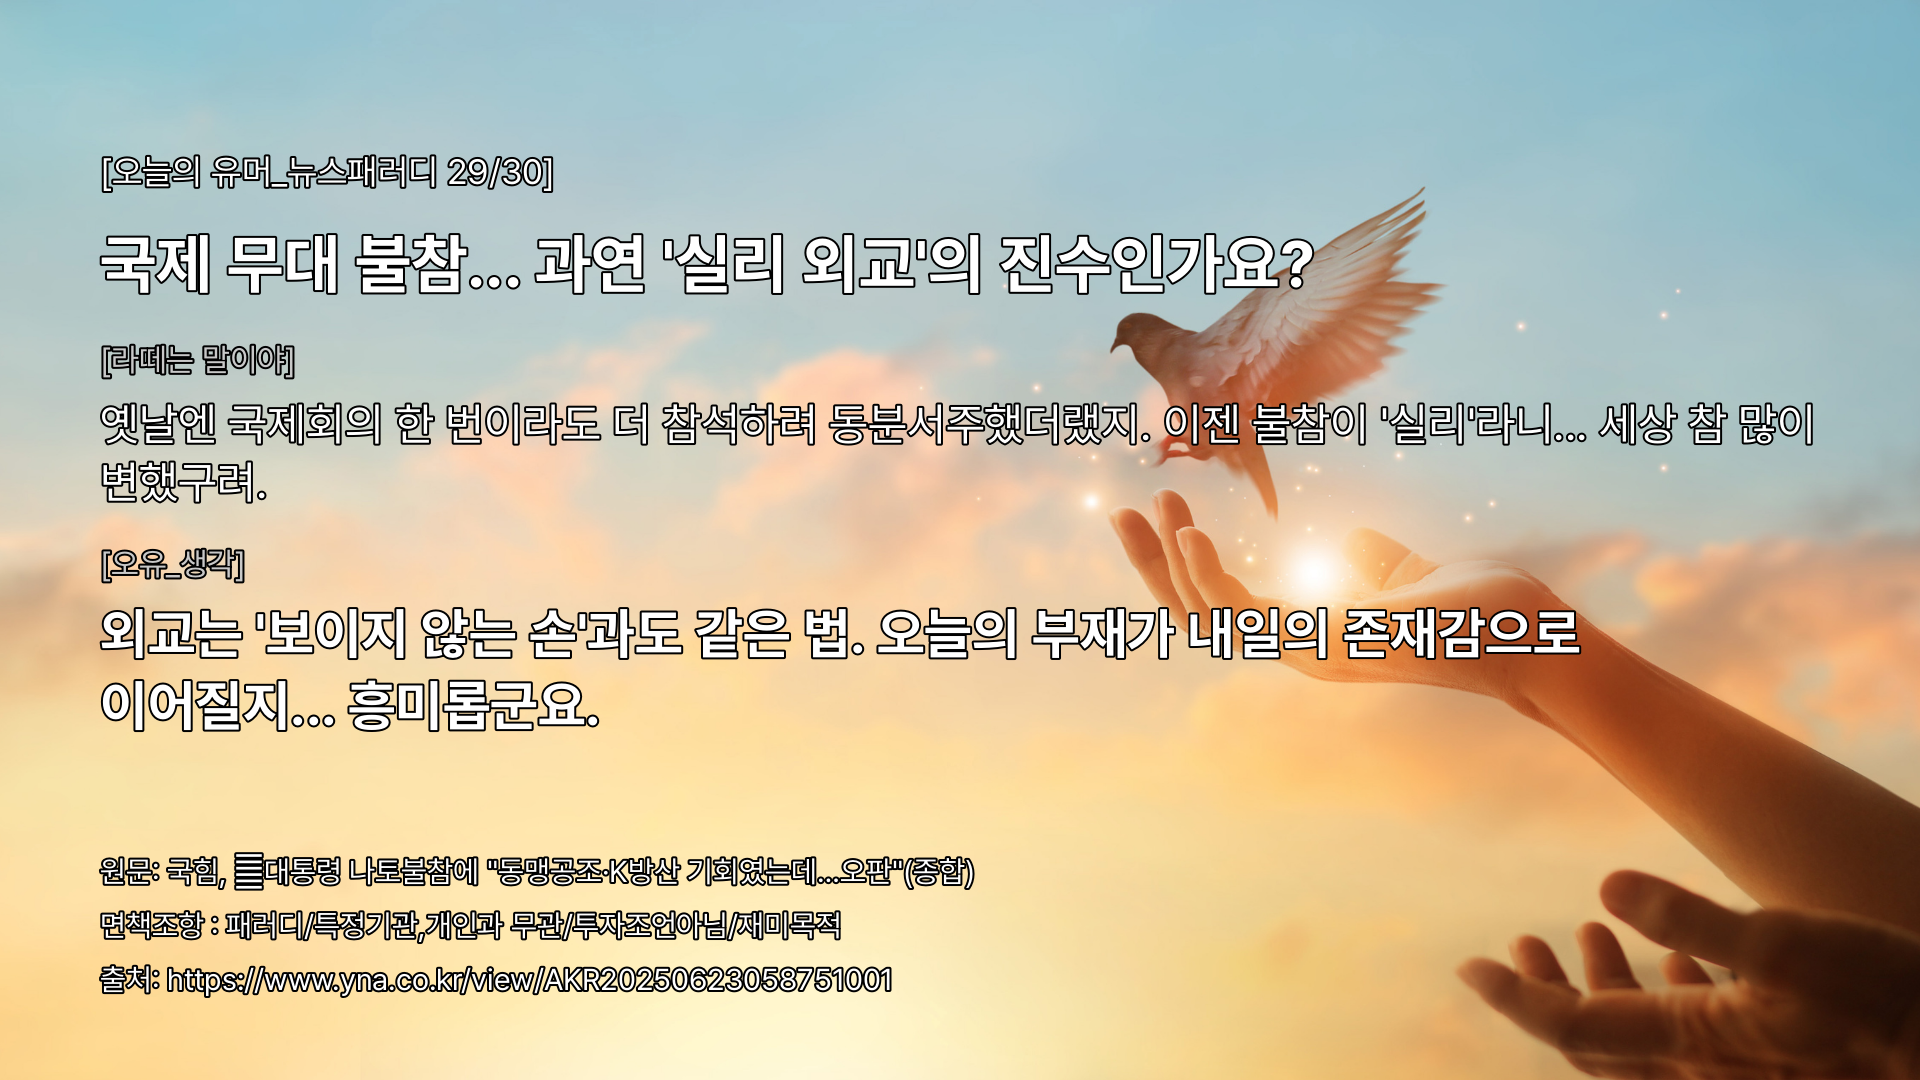 [오늘의 유머_뉴스패러디 29/30]
국제 무대 불참... 과연 '실리 외교'의 진수인가요?
[라떼는 말이야]
옛날엔 국제회의 한 번이라도 더 참석하려 동분서주했더랬지. 이젠 불참이 '실리'라니... 세상 참 많이
변했구려.
[오유_생각]
외교는 '보이지 않는 손'과도 같은 법. 오늘의 부재가 내일의 존재감으로
이어질지... 흥미롭군요.
원문: 국힘, 대통령 나토불참에 "동맹공조·K방산 기회였는데…오판"(종합)
면책조항 : 패러디/특정기관,개인과 무관/투자조언아님/재미목적
출처: https://www.yna.co.kr/view/AKR20250623058751001